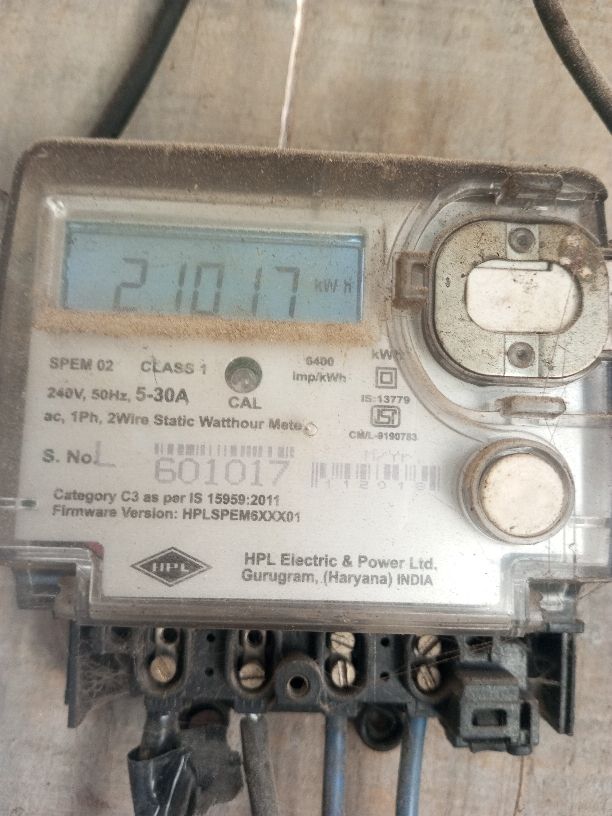 21017 kWh
SPEM 02 CLASS 1 6400 imp/kWh kWh
240V, 50Hz, 5-30A CAL IS:13779
ac, 1Ph, 2Wire Static Watthour Meter CM/L-9190783
S. No. L 601017 M/Yr 112018
Category C3 as per IS 15959:2011
Firmware Version: HPLSPEM6XXX01
HPL HPL Electric & Power Ltd.
Gurugram, (Haryana) INDIA